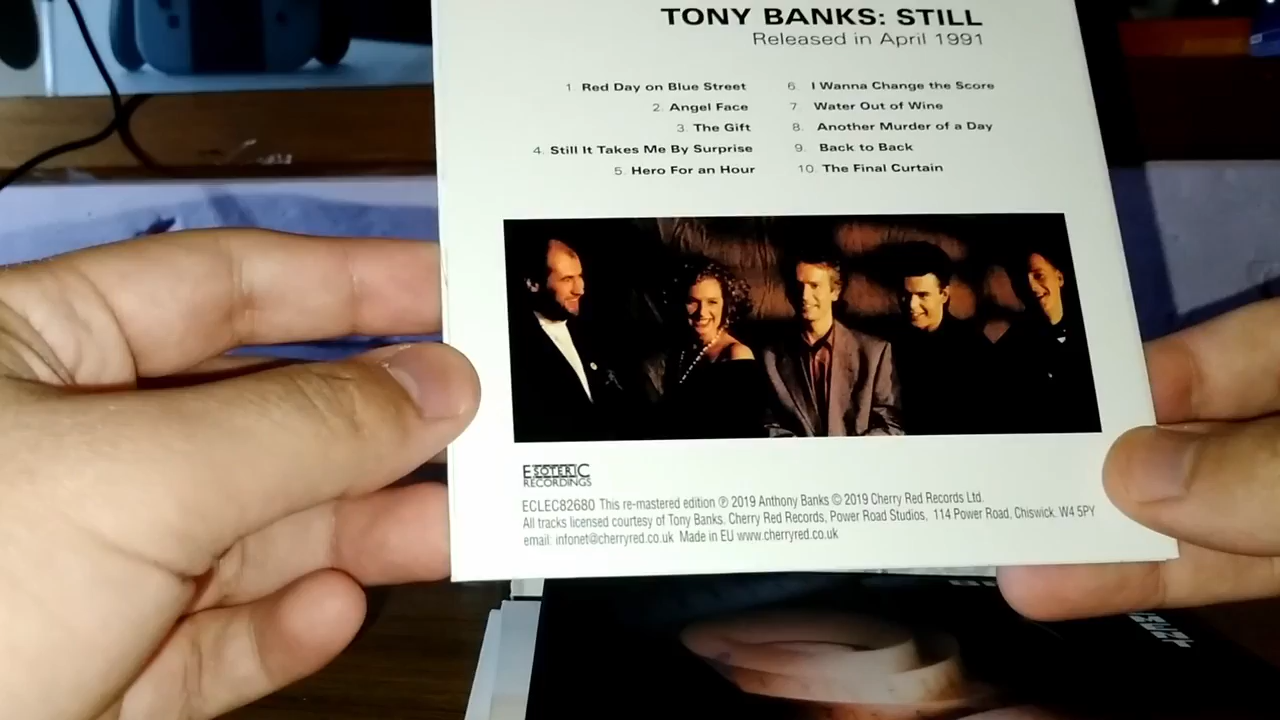 TONY BANKS: STILL
Released in April 1991
1. Red Day on Blue Street
2. Angel Face
3. The Gift
4. Still It Takes Me By Surprise
5. Hero For an Hour
6. I Wanna Change the Score
7. Water Out of Wine
8. Another Murder of a Day
9. Back to Back
10. The Final Curtain
ESOTERIC
RECORDINGS
ECLEC82680 This re-mastered edition ℗ 2019 Anthony Banks © 2019 Cherry Red Records Ltd.
All tracks licensed courtesy of Tony Banks. Cherry Red Records, Power Road Studios, 114 Power Road, Chiswick. W4 5PY
email: infonet@cherryred.co.uk Made in EU www.cherryred.co.uk